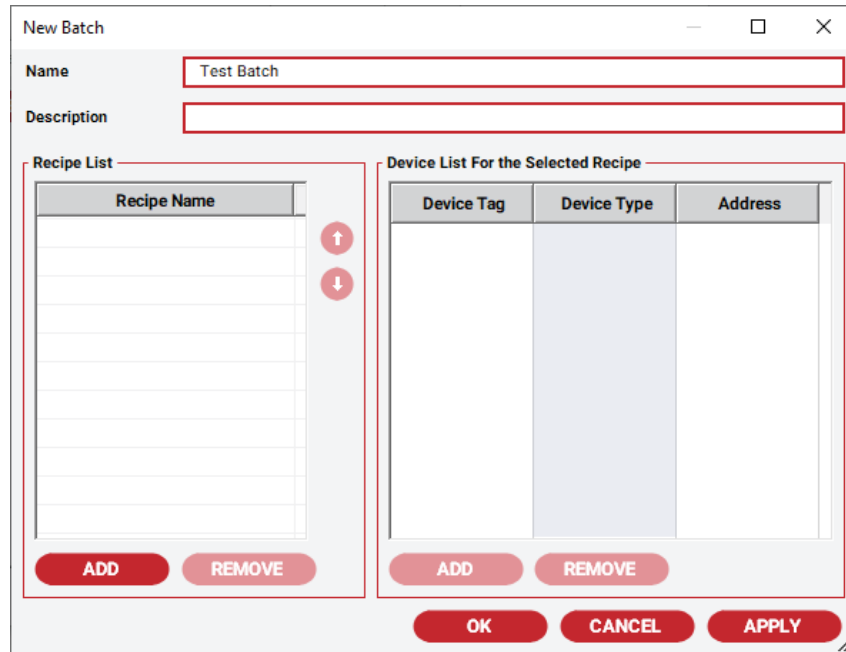 New Batch
Name
Test Batch
Description
Recipe List
Recipe Name
ADD
REMOVE
Device List For the Selected Recipe
Device Tag
Device Type
Address
ADD
REMOVE
OK
CANCEL
APPLY